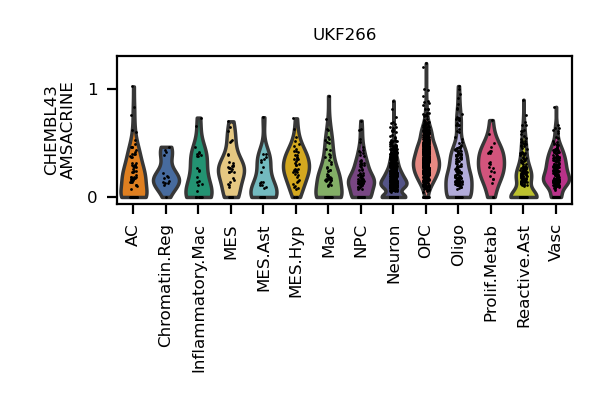 UKF266
CHEMBL43
AMSACRINE
1
0
AC
Chromatin.Reg
Inflammatory.Mac
MES
MES.Ast
MES.Hyp
Mac
NPC
Neuron
OPC
Oligo
Prolif.Metab
Reactive.Ast
Vasc